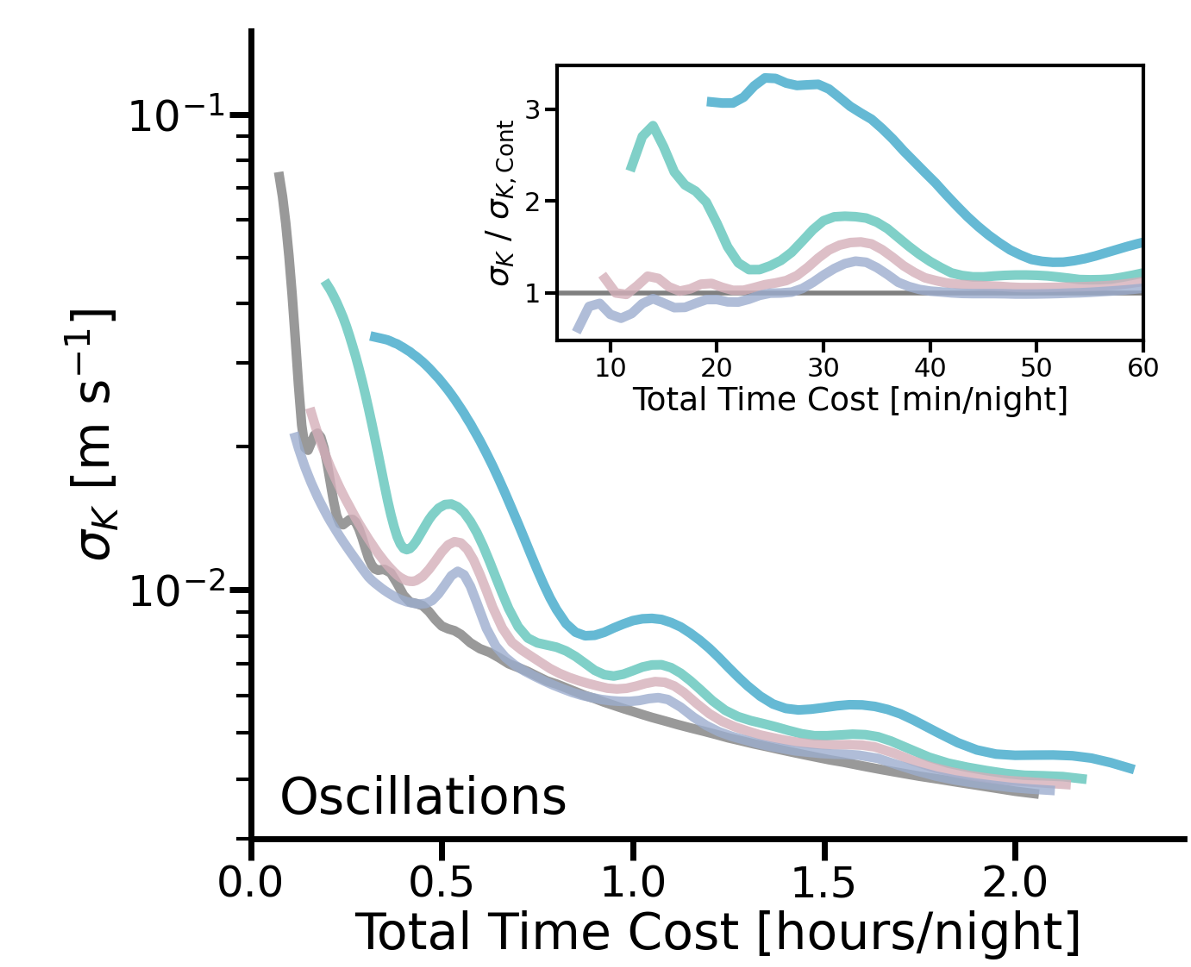 10⁻¹
10⁻²
σ_K [m s⁻¹]
3
2
1
σ_K / σ_K,Cont
10 20 30 40 50 60
Total Time Cost [min/night]
Oscillations
0.0 0.5 1.0 1.5 2.0
Total Time Cost [hours/night]